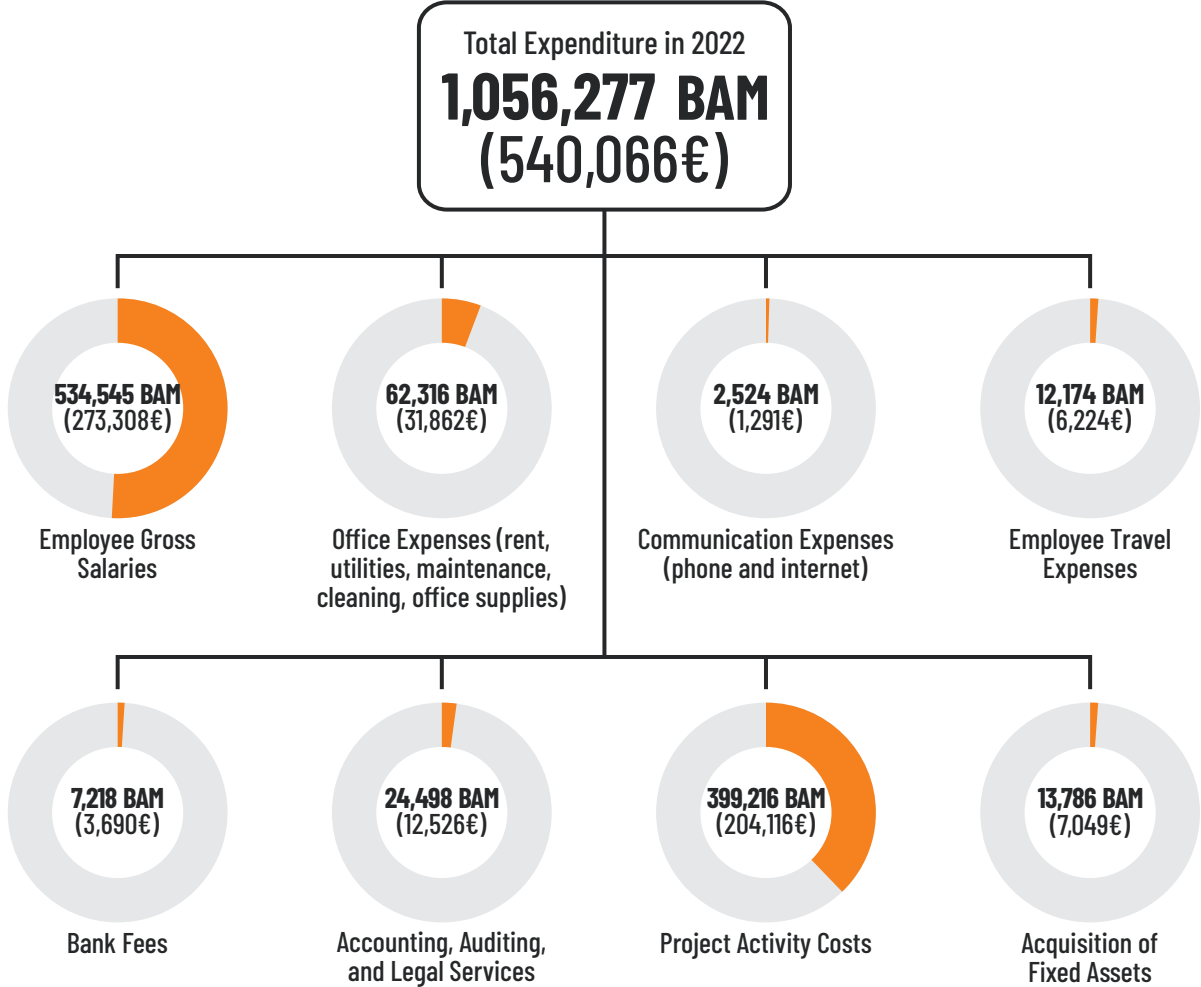 Total Expenditure in 2022
1,056,277 BAM
(540,066€)
534,545 BAM
(273,308€)
Employee Gross
Salaries
62,316 BAM
(31,862€)
Office Expenses (rent,
utilities, maintenance,
cleaning, office supplies)
2,524 BAM
(1,291€)
Communication Expenses
(phone and internet)
12,174 BAM
(6,224€)
Employee Travel
Expenses
7,218 BAM
(3,690€)
Bank Fees
24,498 BAM
(12,526€)
Accounting, Auditing,
and Legal Services
399,216 BAM
(204,116€)
Project Activity Costs
13,786 BAM
(7,049€)
Acquisition of
Fixed Assets